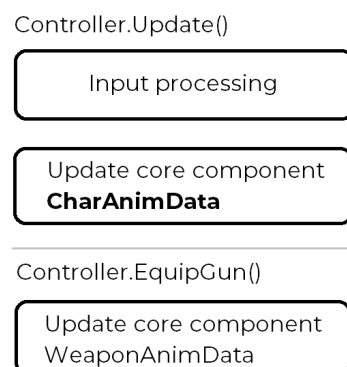 Controller.Update()
Input processing
Update core component
CharAnimData
Controller.EquipGun()
Update core component
WeaponAnimData